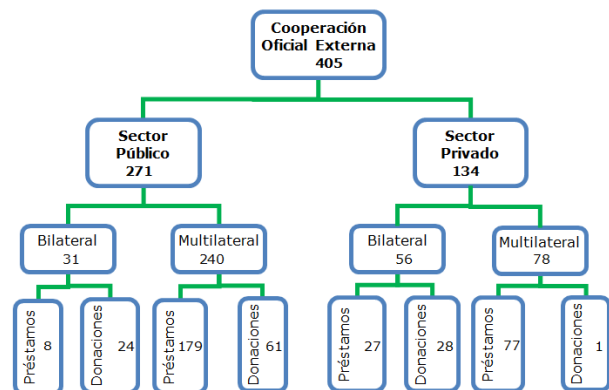 Cooperación
Oficial Externa
405
Sector
Público
271
Sector
Privado
134
Bilateral
31
Multilateral
240
Bilateral
56
Multilateral
78
Préstamos 8
Donaciones 24
Préstamos 179
Donaciones 61
Préstamos 27
Donaciones 28
Préstamos 77
Donaciones 1